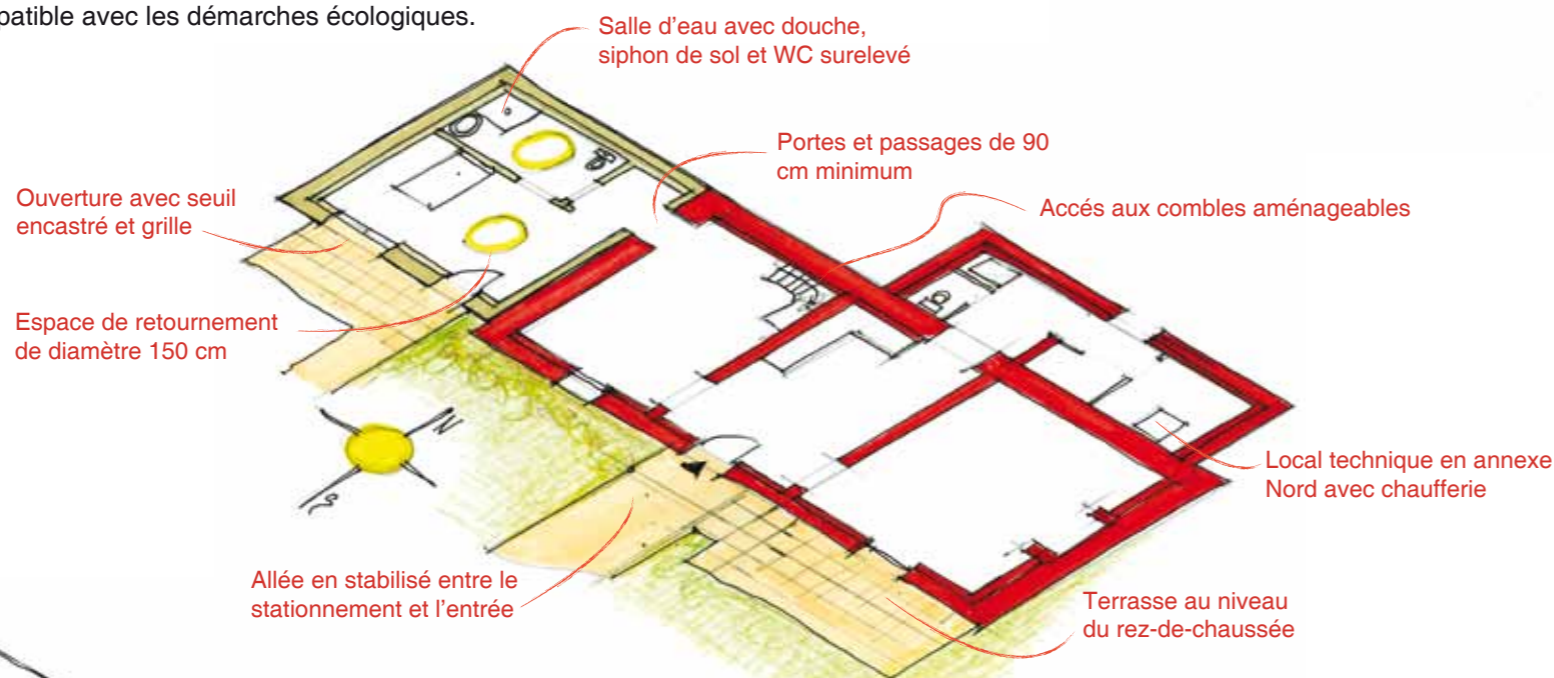 patible avec les démarches écologiques.
Salle d'eau avec douche,
siphon de sol et WC surelevé
Portes et passages de 90
cm minimum
Ouverture avec seuil
encastré et grille
Accés aux combles aménageables
Espace de retournement
de diamètre 150 cm
N
S
Local technique en annexe
Nord avec chaufferie
Allée en stabilisé entre le
stationnement et l'entrée
Terrasse au niveau
du rez-de-chaussée